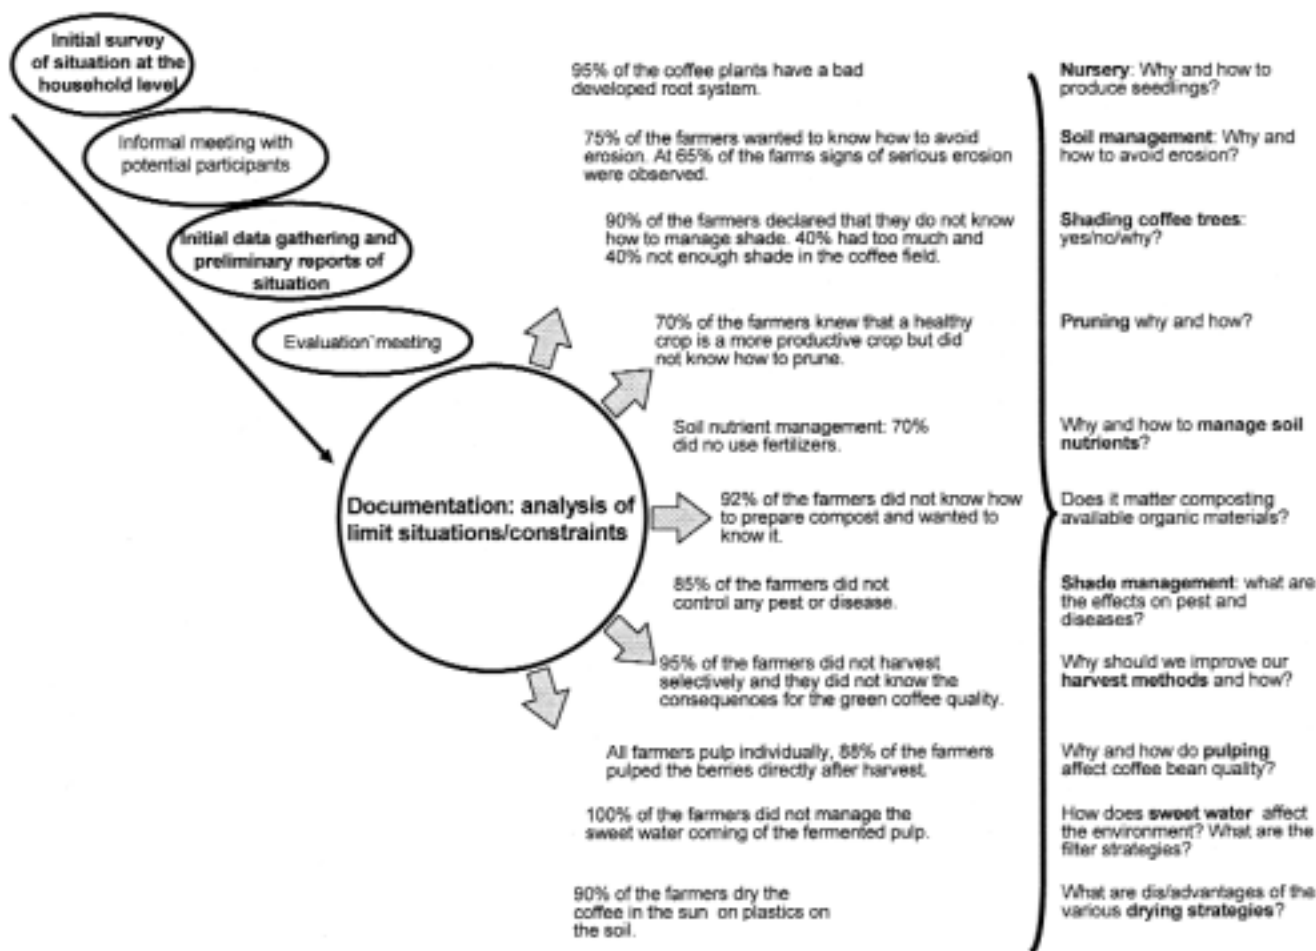 Initial survey
of situation at the
household level
Informal meeting with
potential participants
Initial data gathering and
preliminary reports of
situation
Evaluation meeting
Documentation: analysis of
limit situations/constraints
95% of the coffee plants have a bad
developed root system.
75% of the farmers wanted to know how to avoid
erosion. At 65% of the farms signs of serious erosion
were observed.
90% of the farmers declared that they do not know
how to manage shade. 40% had too much and
40% not enough shade in the coffee field.
70% of the farmers knew that a healthy
crop is a more productive crop but did
not know how to prune.
Soil nutrient management: 70%
did no use fertilizers.
92% of the farmers did not know how
to prepare compost and wanted to
know it.
85% of the farmers did not
control any pest or disease.
95% of the farmers did not harvest
selectively and they did not know the
consequences for the green coffee quality.
All farmers pulp individually, 88% of the farmers
pulped the berries directly after harvest.
100% of the farmers did not manage the
sweet water coming of the fermented pulp.
90% of the farmers dry the
coffee in the sun on plastics on
the soil.
Nursery: Why and how to
produce seedlings?
Soil management: Why and
how to avoid erosion?
Shading coffee trees:
yes/no/why?
Pruning why and how?
Why and how to manage soil
nutrients?
Does it matter composting
available organic materials?
Shade management: what are
the effects on pest and
diseases?
Why should we improve our
harvest methods and how?
Why and how do pulping
affect coffee bean quality?
How does sweet water affect
the environment? What are the
filter strategies?
What are dis/advantages of the
various drying strategies?